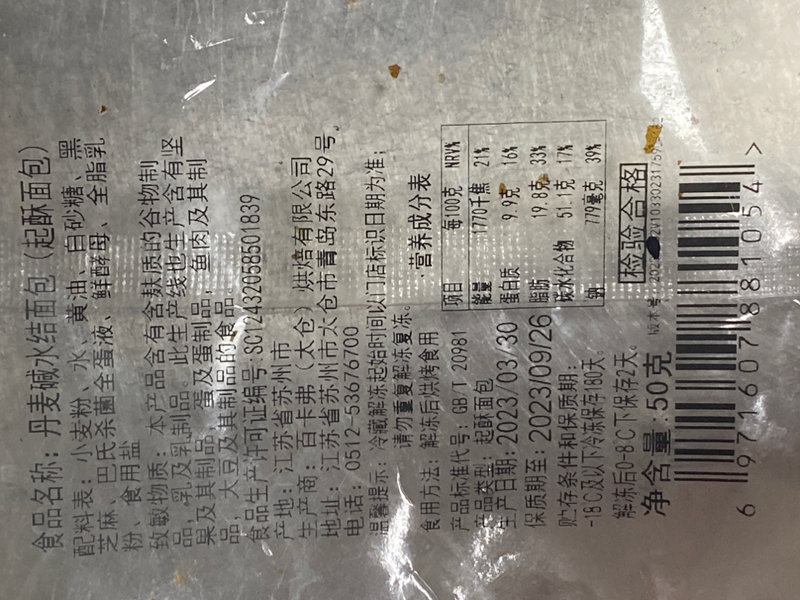 食品名称：丹麦碱水结面包（起酥面包）
配料表：小麦粉、水、黄油、白砂糖、黑
芝麻、巴氏杀菌全蛋液、鲜酵母、全脂乳
粉、食用盐
致敏物质：本产品含有含麸质的谷物制
品，乳及乳制品，此生产线也生产含有坚
果及其制品，蛋及蛋制品，鱼肉及其制
品，大豆及其制品的食品。
食品生产许可证编号：SC12432058501839
产地：江苏省苏州市
生产商：百卡弗（太仓）烘焙有限公司
地址：江苏省苏州市太仓市青岛东路29号
电话：0512-53676700
温馨提示：冷藏解冻起始时间以门店标识日期为准；
请勿重复解冻复冻。
食用方法：解冻后烘烤食用
产品标准代号：GB/T 20981
产品类型：起酥面包
生产日期：2023/03/30
保质期至：2023/09/26
贮存条件和保质期：
-18℃及以下冷冻保存180天，
解冻后0-8℃下保存2天。
净含量：50克
营养成分表
项目 每100克 NRV%
能量 1770千焦 21%
蛋白质 9.9克 16%
脂肪 19.8克 33%
碳水化合物 51.1克 17%
钠 779毫克 39%
检验合格
版本号：
6 971607 881054 >